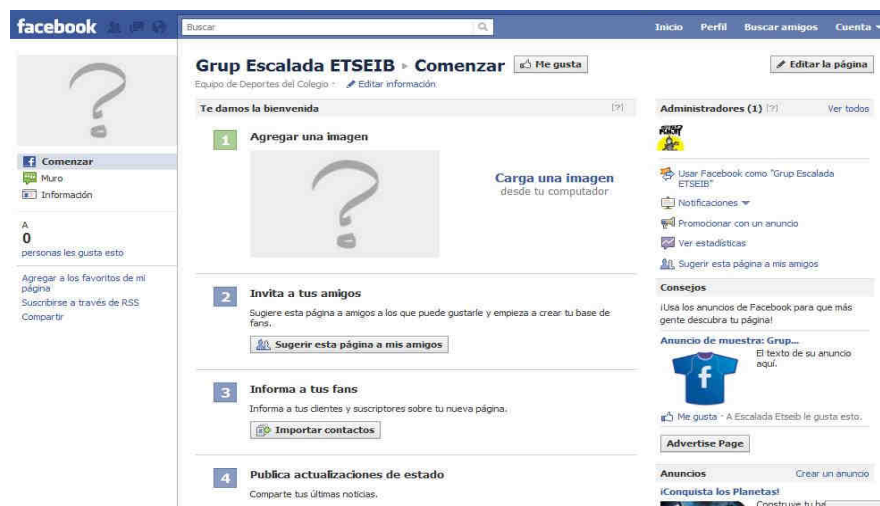 facebook
Buscar
Inicio Perfil Buscar amigos Cuenta
Grup Escalada ETSEIB ▸ Comenzar
Me gusta
Editar la página
Equipo de Deportes del Colegio · Editar información
Te damos la bienvenida [?]
1 Agregar una imagen
Carga una imagen
desde tu computador
2 Invita a tus amigos
Sugiere esta página a amigos a los que puede gustarle y empieza a crear tu base de
fans.
Sugerir esta página a mis amigos
3 Informa a tus fans
Informa a tus clientes y suscriptores sobre tu nueva página.
Importar contactos
4 Publica actualizaciones de estado
Comparte tus últimas noticias.
Comenzar
Muro
Información
A
0
personas les gusta esto
Agregar a los favoritos de mi
página
Suscribirse a través de RSS
Compartir
Administradores (1) [?] Ver todos
Usar Facebook como "Grup Escalada
ETSEIB"
Notificaciones
Promocionar con un anuncio
Ver estadísticas
Sugerir esta página a mis amigos
Consejos
¡Usa los anuncios de Facebook para que más
gente descubra tu página!
Anuncio de muestra: Grup...
El texto de su anuncio
aquí.
Me gusta · A Escalada Etseib le gusta esto.
Advertise Page
Anuncios Crear un anuncio
¡Conquista los Planetas!
Construye tu